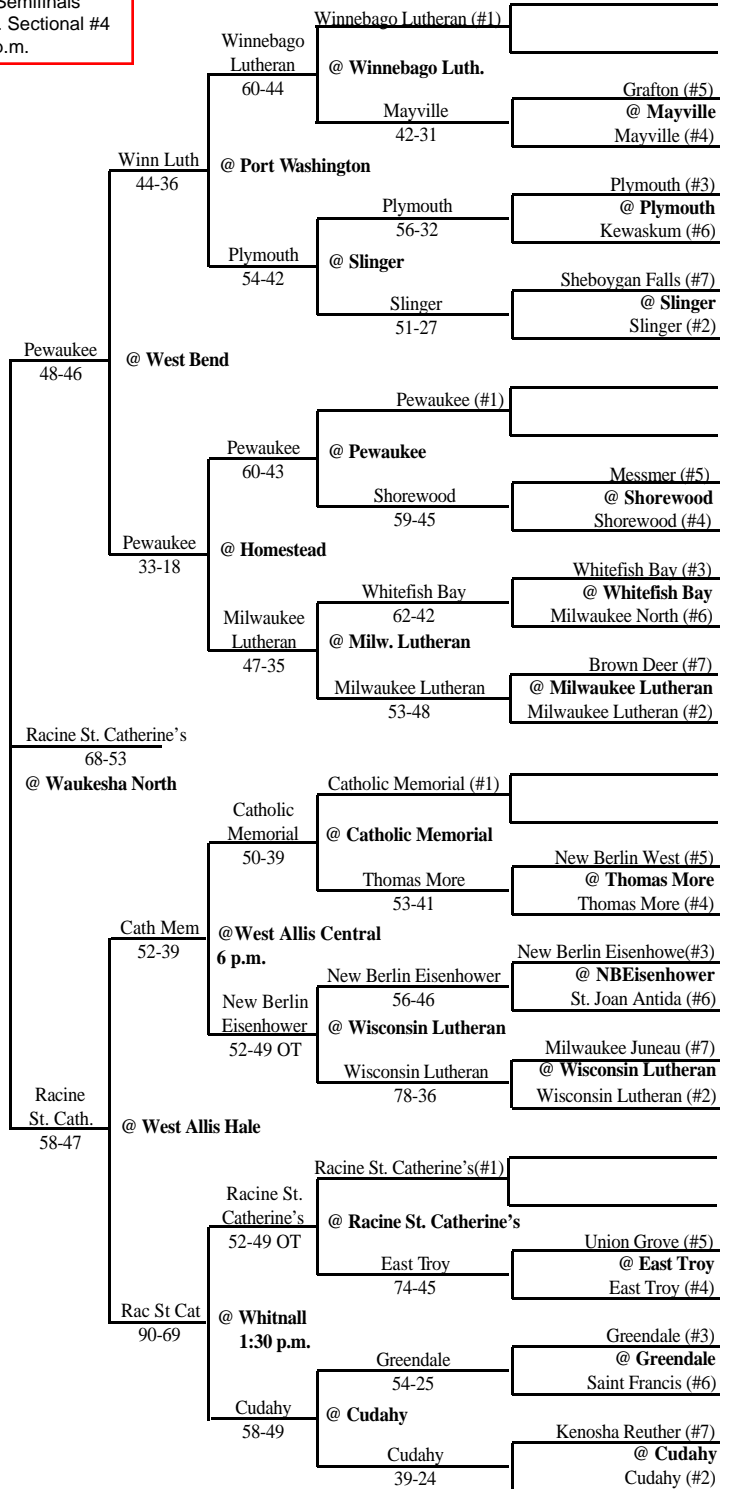 Semifinals
. Sectional #4
p.m.
Winnebago Lutheran (#1)
Winnebago
Lutheran
60-44
@ Winnebago Luth.
Grafton (#5)
@ Mayville
Mayville (#4)
Mayville
42-31
Winn Luth
44-36
@ Port Washington
Plymouth (#3)
@ Plymouth
Kewaskum (#6)
Plymouth
56-32
Plymouth
54-42
@ Slinger
Sheboygan Falls (#7)
@ Slinger
Slinger (#2)
Slinger
51-27
Pewaukee
48-46
@ West Bend
Pewaukee (#1)
Pewaukee
60-43
@ Pewaukee
Messmer (#5)
@ Shorewood
Shorewood (#4)
Shorewood
59-45
Pewaukee
33-18
@ Homestead
Whitefish Bay (#3)
@ Whitefish Bay
Milwaukee North (#6)
Whitefish Bay
62-42
Milwaukee
Lutheran
47-35
@ Milw. Lutheran
Brown Deer (#7)
@ Milwaukee Lutheran
Milwaukee Lutheran (#2)
Milwaukee Lutheran
53-48
Racine St. Catherine's
68-53
@ Waukesha North
Catholic Memorial (#1)
Catholic
Memorial
50-39
@ Catholic Memorial
New Berlin West (#5)
@ Thomas More
Thomas More (#4)
Thomas More
53-41
Cath Mem
52-39
@West Allis Central
6 p.m.
New Berlin Eisenhowe(#3)
@ NBEisenhower
St. Joan Antida (#6)
New Berlin Eisenhower
56-46
New Berlin
Eisenhower
52-49 OT
@ Wisconsin Lutheran
Milwaukee Juneau (#7)
@ Wisconsin Lutheran
Wisconsin Lutheran (#2)
Wisconsin Lutheran
78-36
Racine
St. Cath.
58-47
@ West Allis Hale
Racine St. Catherine's(#1)
Racine St.
Catherine's
52-49 OT
@ Racine St. Catherine's
Union Grove (#5)
@ East Troy
East Troy (#4)
East Troy
74-45
Rac St Cat
90-69
@ Whitnall
1:30 p.m.
Greendale (#3)
@ Greendale
Saint Francis (#6)
Greendale
54-25
Cudahy
58-49
@ Cudahy
Kenosha Reuther (#7)
@ Cudahy
Cudahy (#2)
Cudahy
39-24